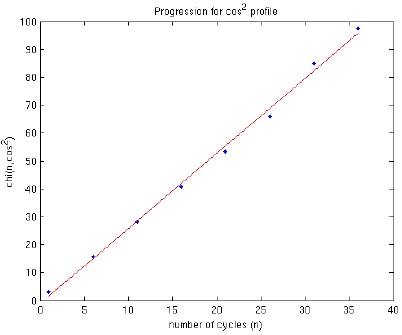 Progression for cos² profile
100
90
80
70
60
50
40
30
20
10
0
chi(n,cos²)
0 5 10 15 20 25 30 35 40
number of cycles (n)